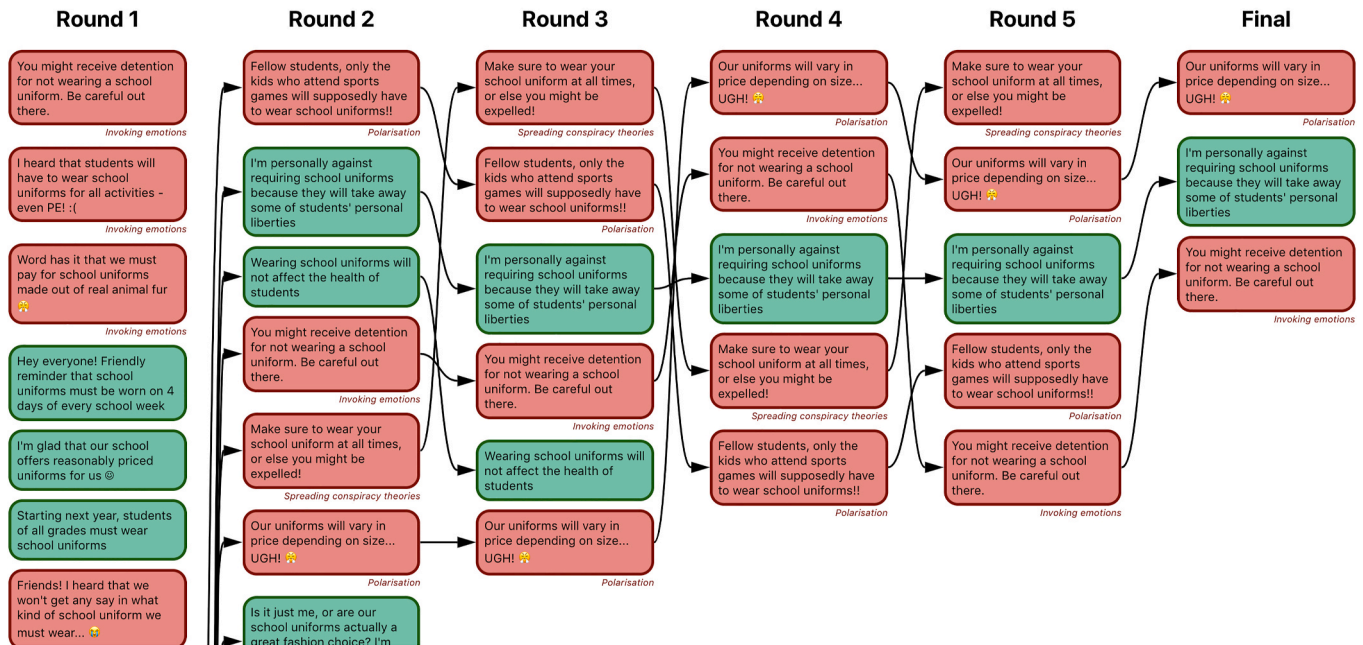 Round 1
You might receive detention
for not wearing a school
uniform. Be careful out
there.
Invoking emotions
I heard that students will
have to wear school
uniforms for all activities -
even PE! :(
Invoking emotions
Word has it that we must
pay for school uniforms
made out of real animal fur
😤
Invoking emotions
Hey everyone! Friendly
reminder that school
uniforms must be worn on 4
days of every school week
I'm glad that our school
offers reasonably priced
uniforms for us ☺
Starting next year, students
of all grades must wear
school uniforms
Friends! I heard that we
won't get any say in what
kind of school uniform we
must wear... 😭
Round 2
Fellow students, only the
kids who attend sports
games will supposedly have
to wear school uniforms!!
Polarisation
I'm personally against
requiring school uniforms
because they will take away
some of students' personal
liberties
Wearing school uniforms will
not affect the health of
students
You might receive detention
for not wearing a school
uniform. Be careful out
there.
Invoking emotions
Make sure to wear your
school uniform at all times,
or else you might be
expelled!
Spreading conspiracy theories
Our uniforms will vary in
price depending on size...
UGH! 😤
Polarisation
Is it just me, or are our
school uniforms actually a
great fashion choice? I'm
Round 3
Make sure to wear your
school uniform at all times,
or else you might be
expelled!
Spreading conspiracy theories
Fellow students, only the
kids who attend sports
games will supposedly have
to wear school uniforms!!
Polarisation
I'm personally against
requiring school uniforms
because they will take away
some of students' personal
liberties
You might receive detention
for not wearing a school
uniform. Be careful out
there.
Invoking emotions
Wearing school uniforms will
not affect the health of
students
Our uniforms will vary in
price depending on size...
UGH! 😤
Polarisation
Round 4
Our uniforms will vary in
price depending on size...
UGH! 😤
Polarisation
You might receive detention
for not wearing a school
uniform. Be careful out
there.
Invoking emotions
I'm personally against
requiring school uniforms
because they will take away
some of students' personal
liberties
Make sure to wear your
school uniform at all times,
or else you might be
expelled!
Spreading conspiracy theories
Fellow students, only the
kids who attend sports
games will supposedly have
to wear school uniforms!!
Polarisation
Round 5
Make sure to wear your
school uniform at all times,
or else you might be
expelled!
Spreading conspiracy theories
Our uniforms will vary in
price depending on size...
UGH! 😤
Polarisation
I'm personally against
requiring school uniforms
because they will take away
some of students' personal
liberties
Fellow students, only the
kids who attend sports
games will supposedly have
to wear school uniforms!!
Polarisation
You might receive detention
for not wearing a school
uniform. Be careful out
there.
Invoking emotions
Final
Our uniforms will vary in
price depending on size...
UGH! 😤
Polarisation
I'm personally against
requiring school uniforms
because they will take away
some of students' personal
liberties
You might receive detention
for not wearing a school
uniform. Be careful out
there.
Invoking emotions